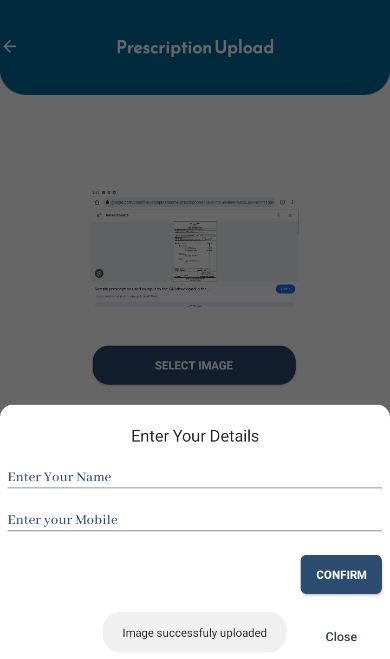 Prescription Upload
SELECT IMAGE
Enter Your Details
Enter Your Name
Enter your Mobile
CONFIRM
Image successfuly uploaded
Close